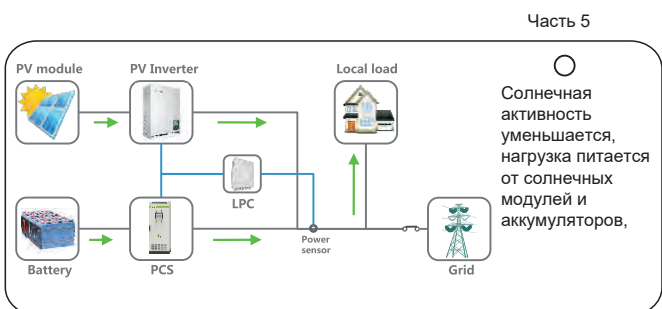 Часть 5
PV module
PV Inverter
Local load
LPC
Power
sensor
Battery
PCS
Grid
Солнечная
активность
уменьшается,
нагрузка питается
от солнечных
модулей и
аккумуляторов,